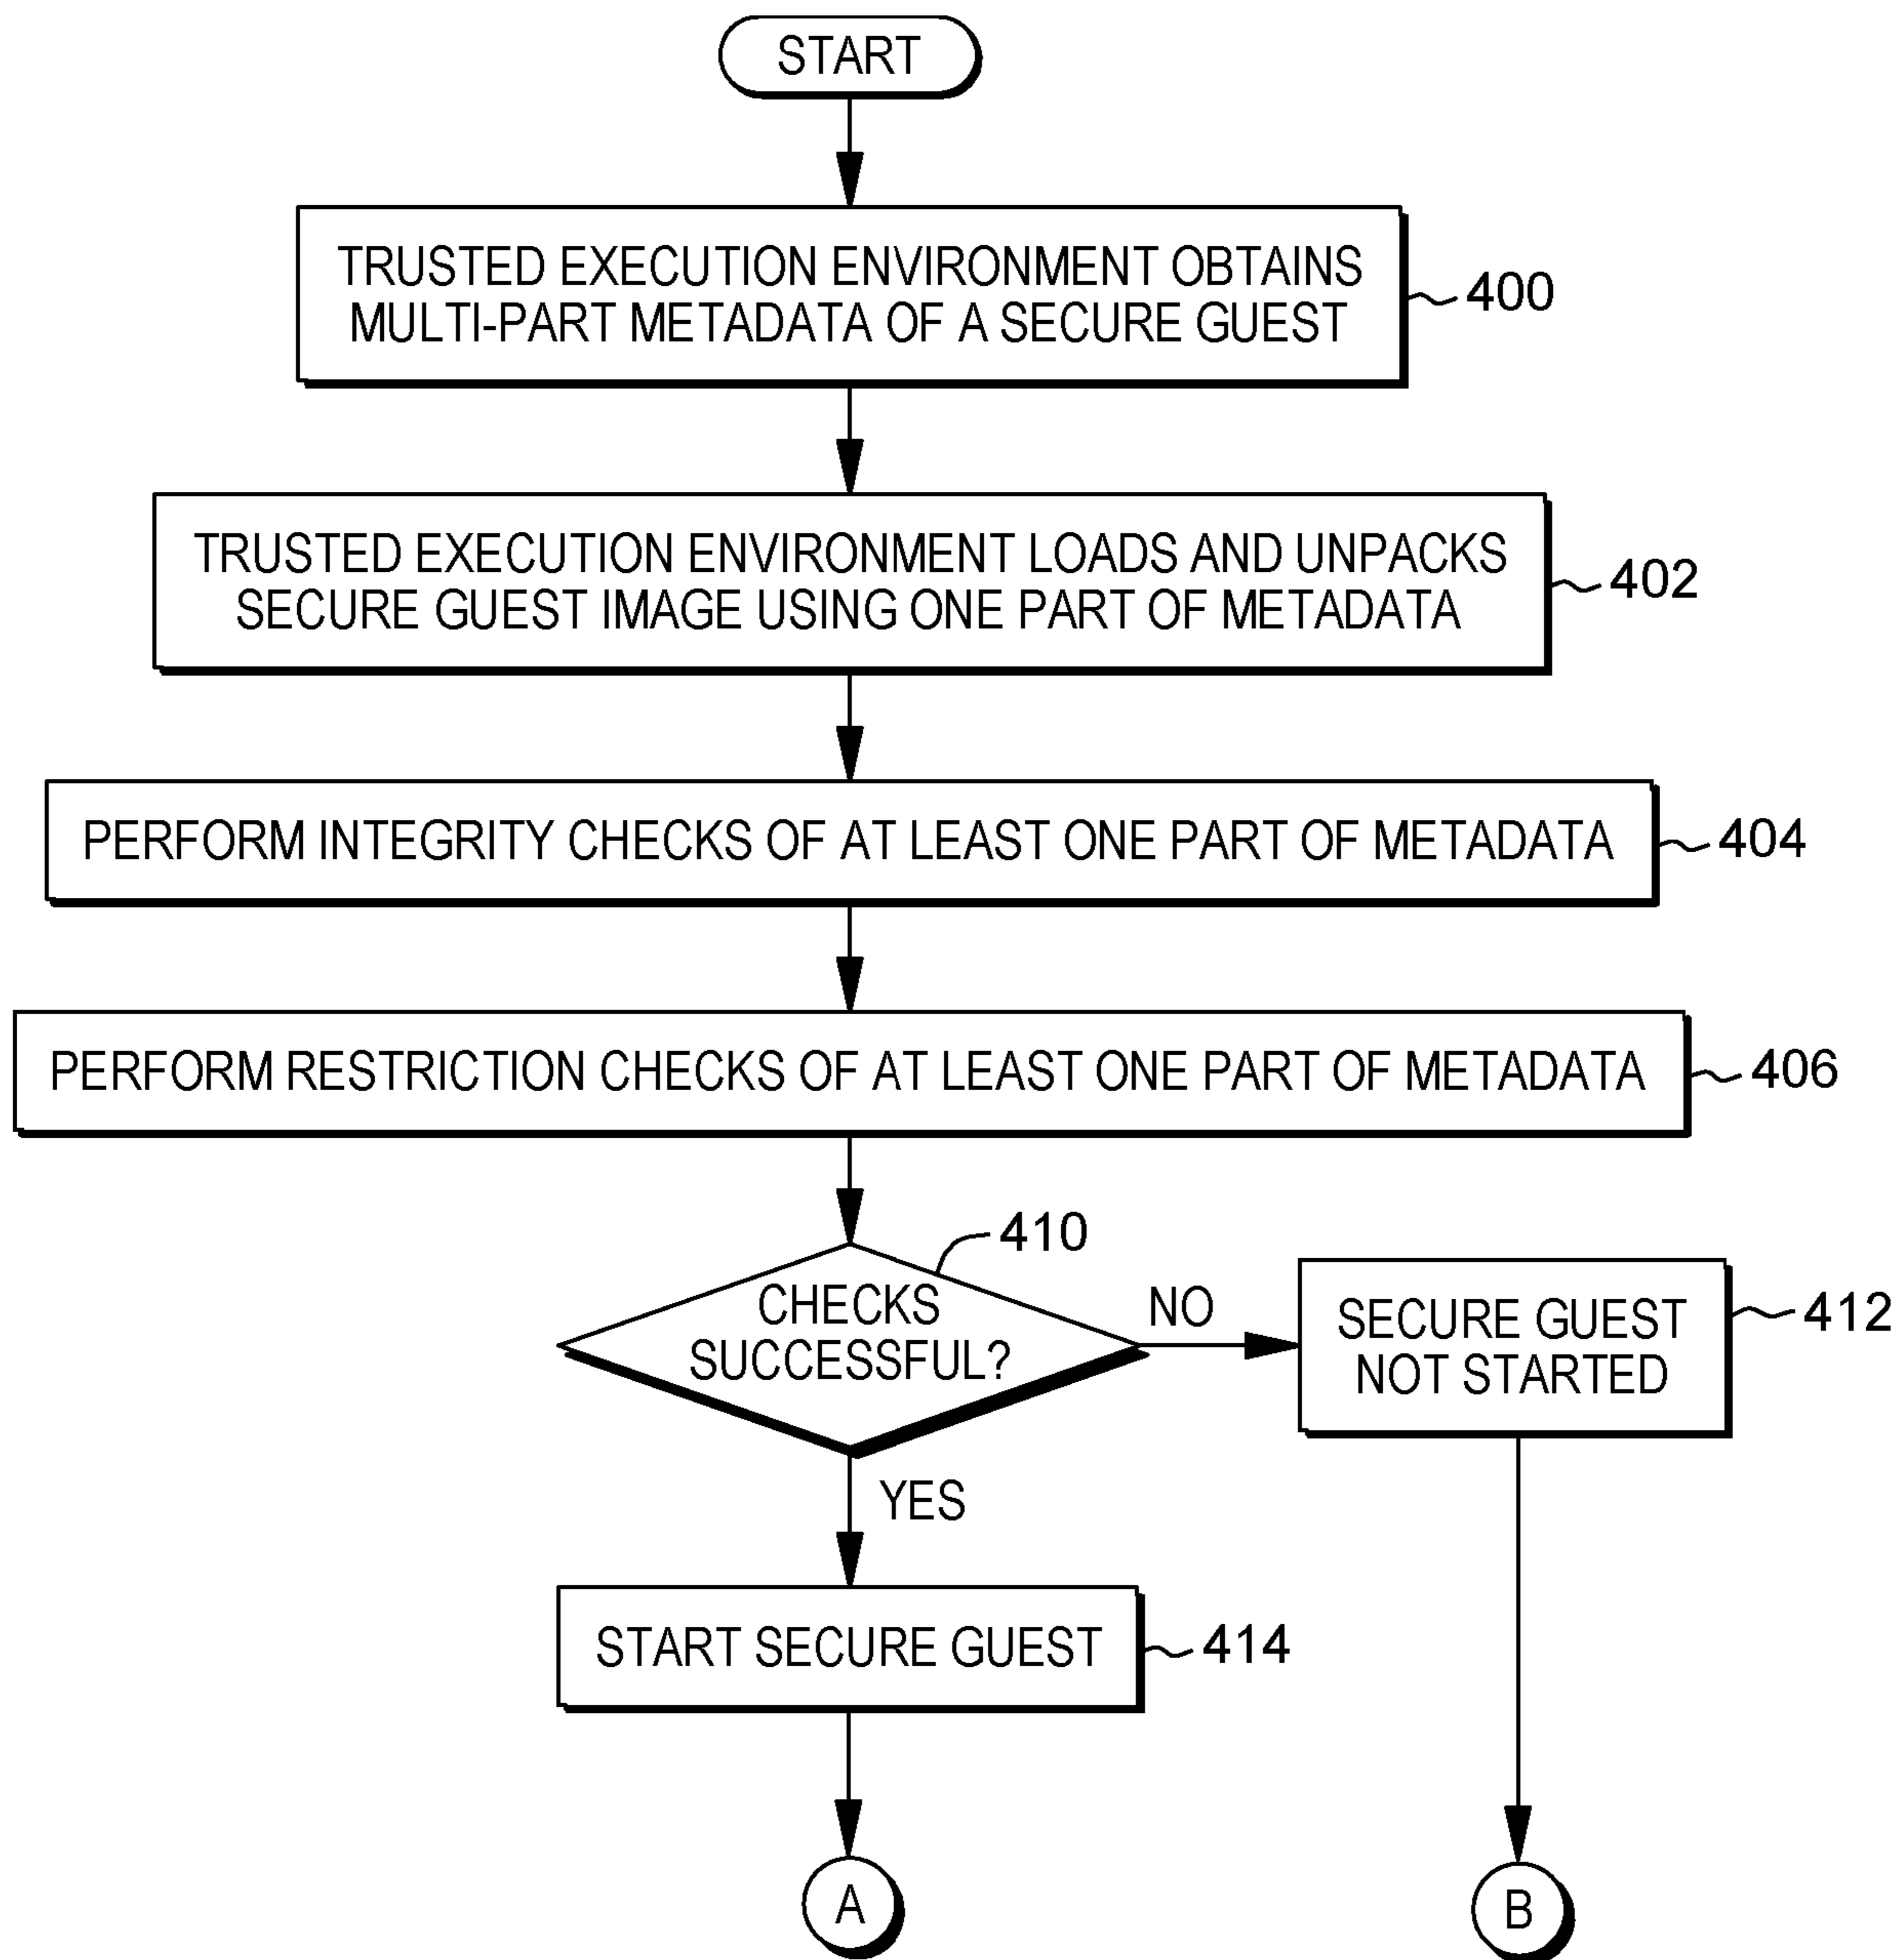 START
TRUSTED EXECUTION ENVIRONMENT OBTAINS
MULTI-PART METADATA OF A SECURE GUEST
400
TRUSTED EXECUTION ENVIRONMENT LOADS AND UNPACKS
SECURE GUEST IMAGE USING ONE PART OF METADATA
402
PERFORM INTEGRITY CHECKS OF AT LEAST ONE PART OF METADATA
404
PERFORM RESTRICTION CHECKS OF AT LEAST ONE PART OF METADATA
406
410
CHECKS
SUCCESSFUL?
NO
SECURE GUEST
NOT STARTED
412
YES
START SECURE GUEST
414
A
B